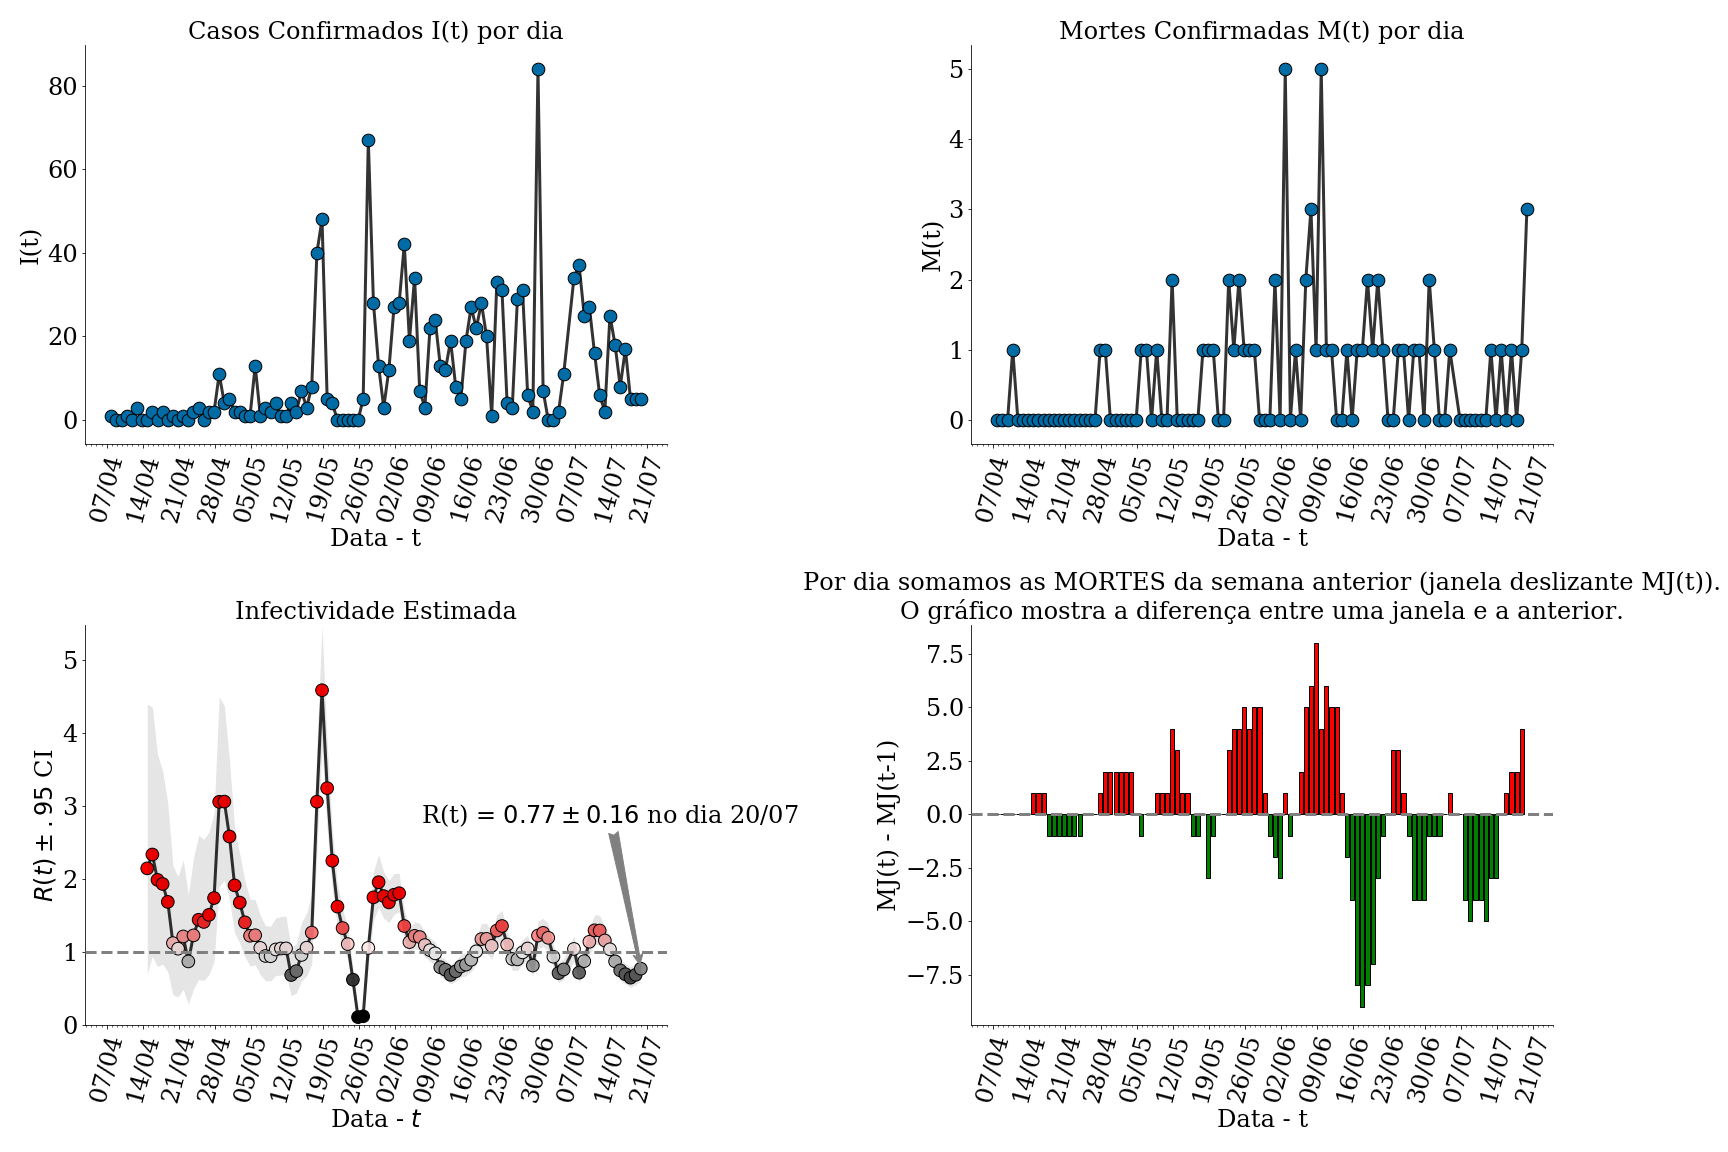 Casos Confirmados I(t) por dia
I(t)
80
60
40
20
0
07/04 14/04 21/04 28/04 05/05 12/05 19/05 26/05 02/06 09/06 16/06 23/06 30/06 07/07 14/07 21/07
Data - t
Mortes Confirmadas M(t) por dia
M(t)
5
4
3
2
1
0
07/04 14/04 21/04 28/04 05/05 12/05 19/05 26/05 02/06 09/06 16/06 23/06 30/06 07/07 14/07 21/07
Data - t
Infectividade Estimada
R(t) ± . 95 CI
5
4
3
2
1
0
R(t) = 0.77 ± 0.16 no dia 20/07
07/04 14/04 21/04 28/04 05/05 12/05 19/05 26/05 02/06 09/06 16/06 23/06 30/06 07/07 14/07 21/07
Data - t
Por dia somamos as MORTES da semana anterior (janela deslizante MJ(t)).
O gráfico mostra a diferença entre uma janela e a anterior.
MJ(t) - MJ(t-1)
7.5
5.0
2.5
0.0
−2.5
−5.0
−7.5
07/04 14/04 21/04 28/04 05/05 12/05 19/05 26/05 02/06 09/06 16/06 23/06 30/06 07/07 14/07 21/07
Data - t